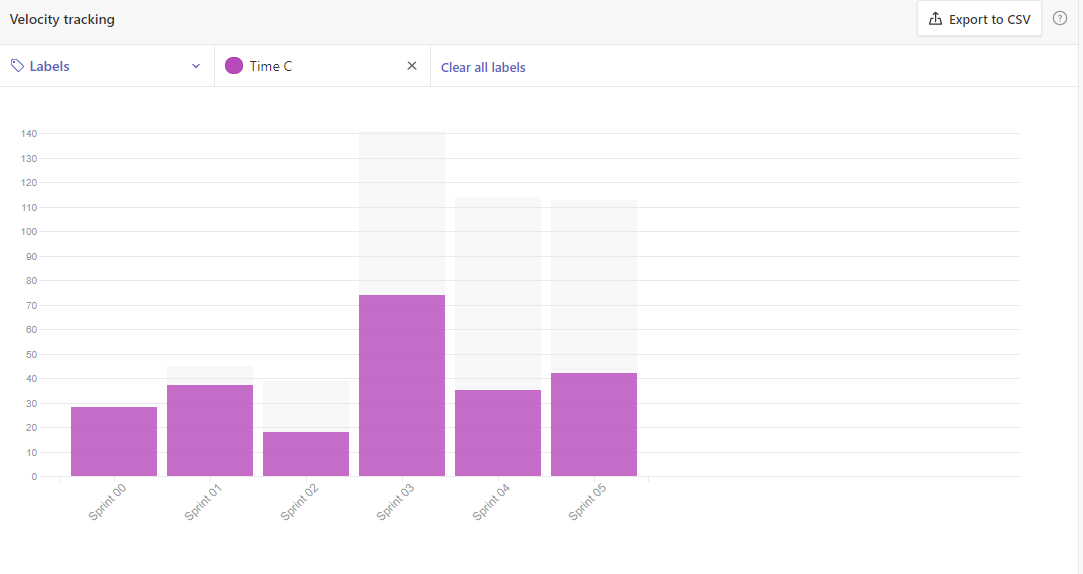 Velocity tracking
Export to CSV
?
Labels
Time C
Clear all labels
140
130
120
110
100
90
80
70
60
50
40
30
20
10
0
Sprint 00
Sprint 01
Sprint 02
Sprint 03
Sprint 04
Sprint 05